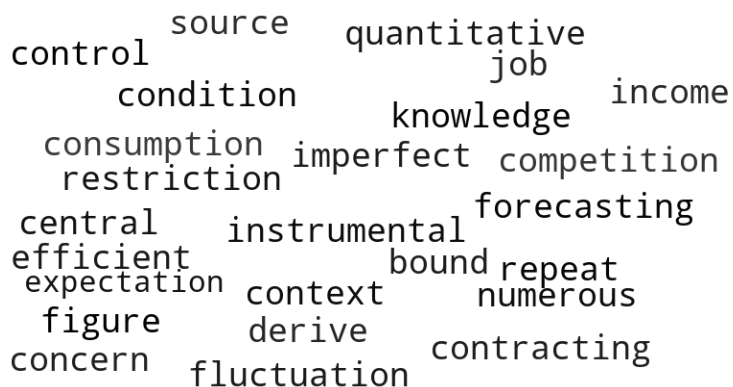 source
quantitative
control
job
income
condition
knowledge
consumption
imperfect
competition
restriction
forecasting
central
instrumental
efficient
bound
repeat
expectation
context
numerous
figure
derive
contracting
concern
fluctuation